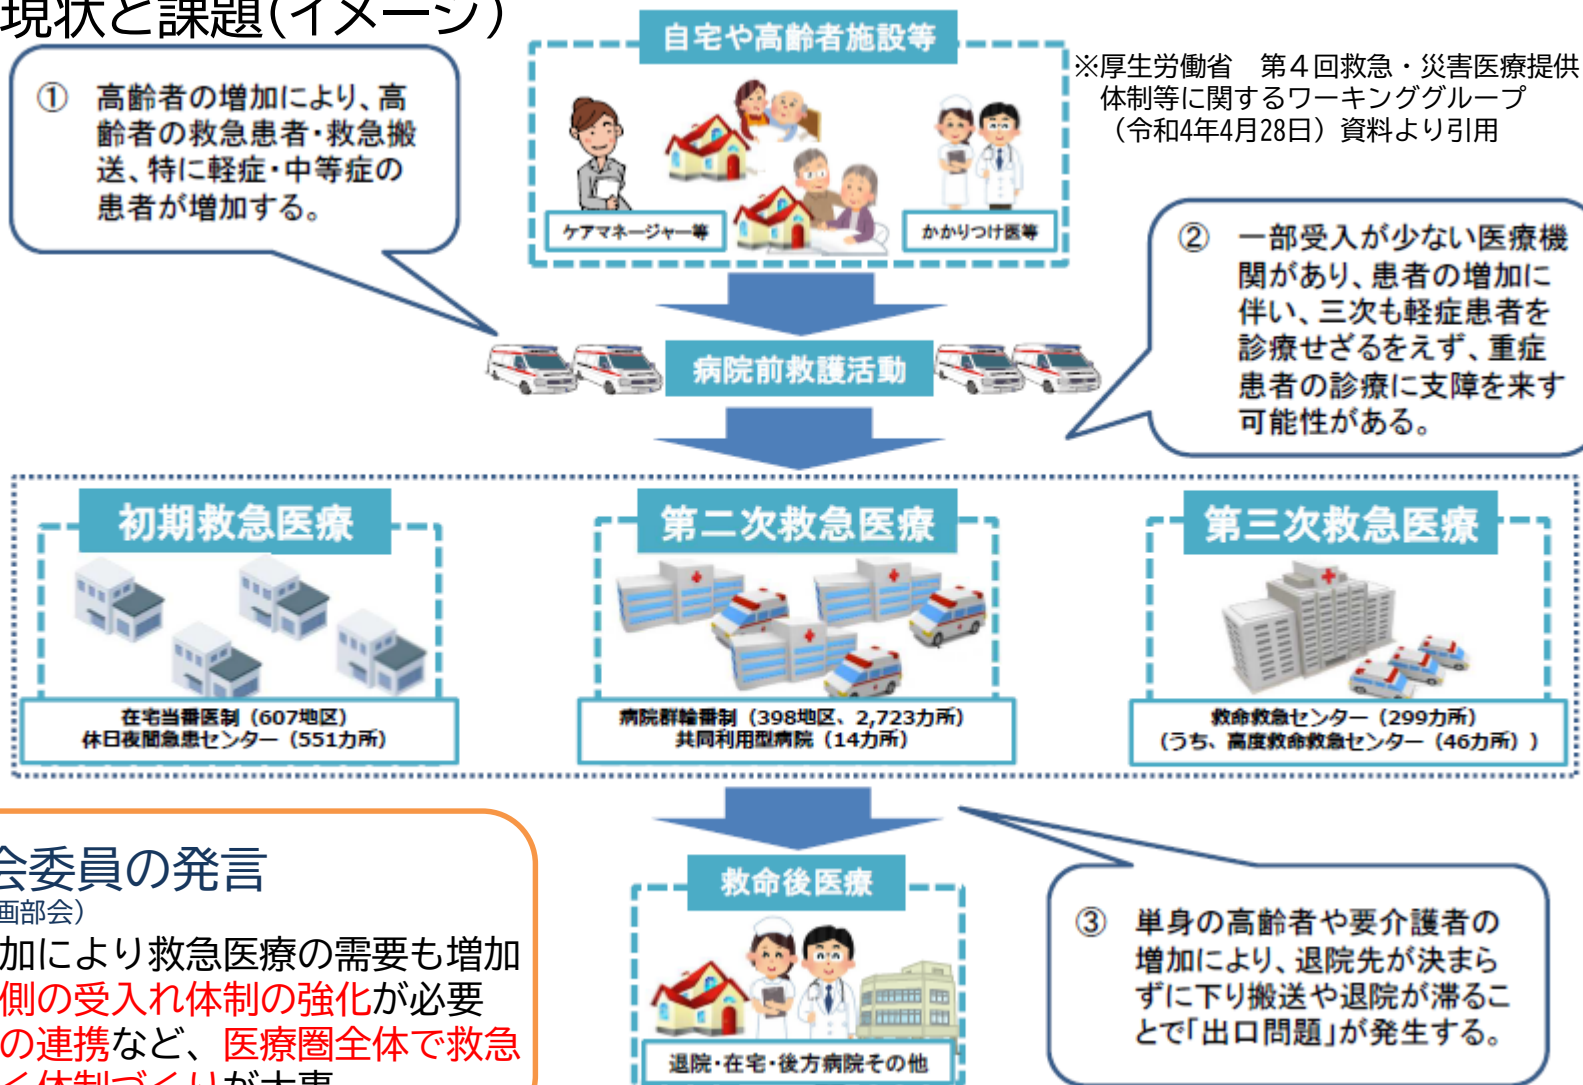 現状と課題(イメージ)
自宅や高齢者施設等
※厚生労働省　第4回救急・災害医療提供
体制等に関するワーキンググループ
（令和4年4月28日）資料より引用
① 高齢者の増加により、高
齢者の救急患者・救急搬
送、特に軽症・中等症の
患者が増加する。
ケアマネージャー等
かかりつけ医等
② 一部受入が少ない医療機
関があり、患者の増加に
伴い、三次も軽症患者を
診療せざるをえず、重症
患者の診療に支障を来す
可能性がある。
病院前救護活動
初期救急医療
在宅当番医制（607地区）
休日夜間急患センター（551カ所）
第二次救急医療
病院群輪番制（398地区、2,723カ所）
共同利用型病院（14カ所）
第三次救急医療
救命救急センター（299カ所）
（うち、高度救命救急センター（46カ所））
会委員の発言
画部会）
加により救急医療の需要も増加
側の受入れ体制の強化が必要
の連携など、医療圏全体で救急
く体制づくりが大事
救命後医療
退院・在宅・後方病院その他
③ 単身の高齢者や要介護者の
増加により、退院先が決まら
ずに下り搬送や退院が滞るこ
とで「出口問題」が発生する。